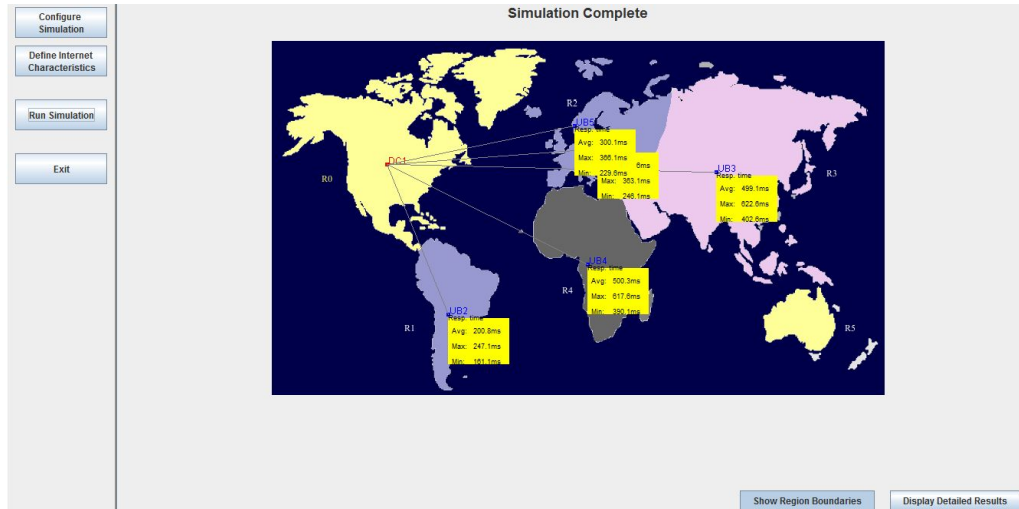 Configure
Simulation
Define Internet
Characteristics
Run Simulation
Exit
Simulation Complete
R2
UB5
Resp. time
Avg: 300.1ms
Max: 366.1ms
Min: 229.6ms
6ms
Max: 363.1ms
Min: 246.1ms
DC1
R0
UB3
Resp. time
Avg: 499.1ms
Max: 622.6ms
Min: 402.6ms
R3
UB4
Resp. time
Avg: 500.3ms
Max: 617.6ms
Min: 390.1ms
R4
UB2
Resp. time
Avg: 200.8ms
Max: 247.1ms
Min: 161.1ms
R1
R5
Show Region Boundaries
Display Detailed Results